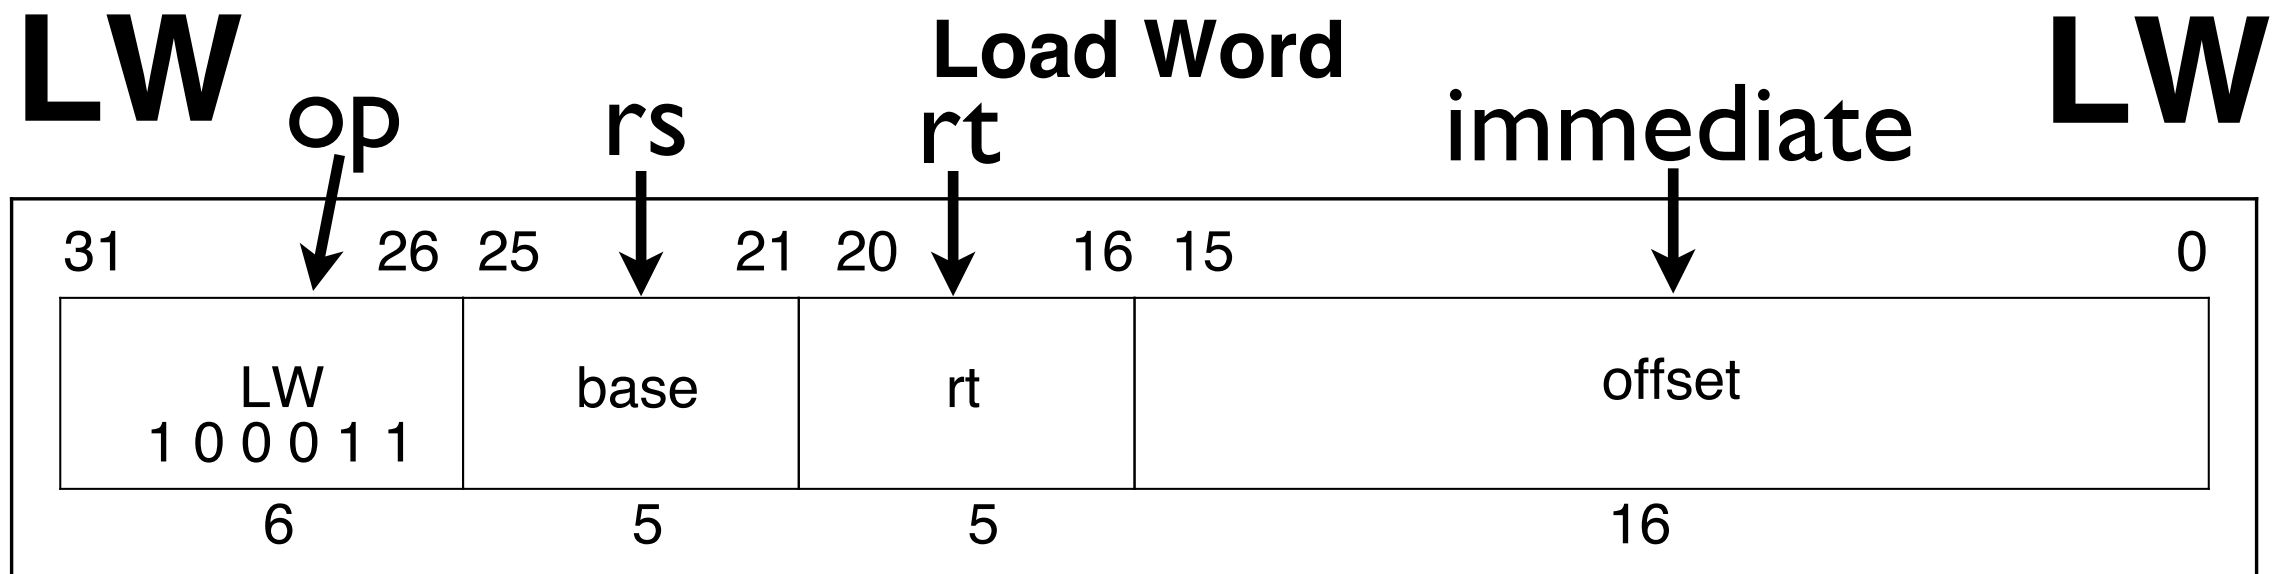 LW Load Word LW
op rs rt immediate
31 26 25 21 20 16 15 0
LW base rt offset
1 0 0 0 1 1
6 5 5 16